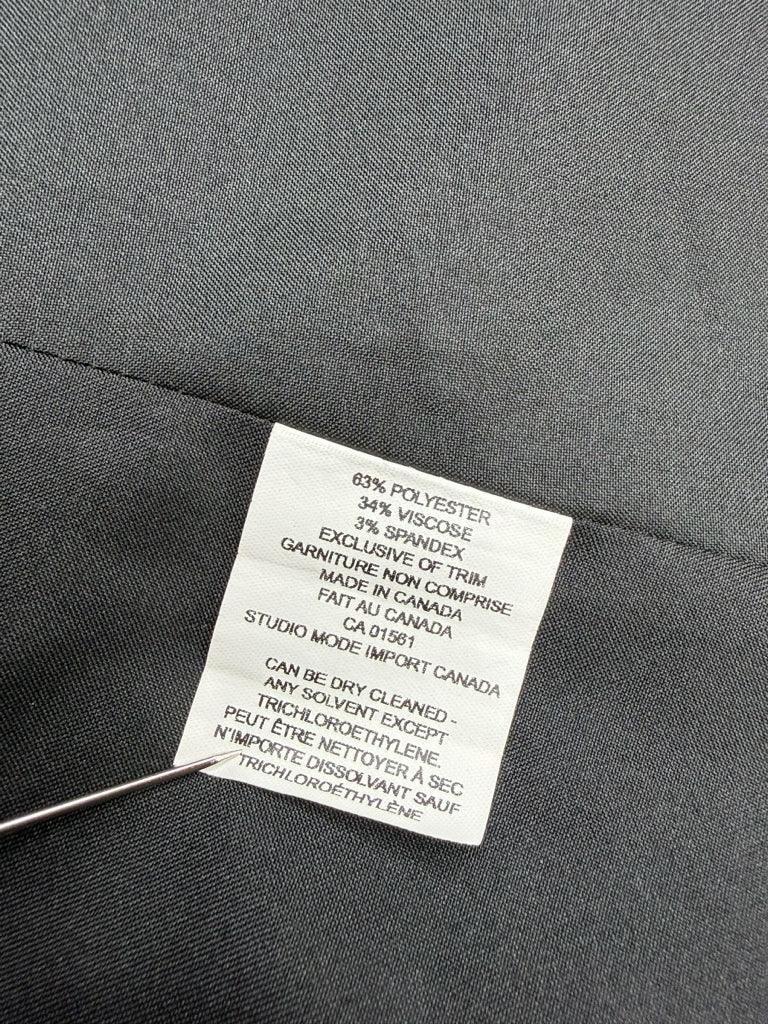 63% POLYESTER
34% VISCOSE
3% SPANDEX
EXCLUSIVE OF TRIM
GARNITURE NON COMPRISE
MADE IN CANADA
FAIT AU CANADA
CA 01561
STUDIO MODE IMPORT CANADA
CAN BE DRY CLEANED -
ANY SOLVENT EXCEPT
TRICHLOROETHYLENE.
PEUT ÊTRE NETTOYER À SEC
N'IMPORTE DISSOLVANT SAUF
TRICHLOROÉTHYLÈNE